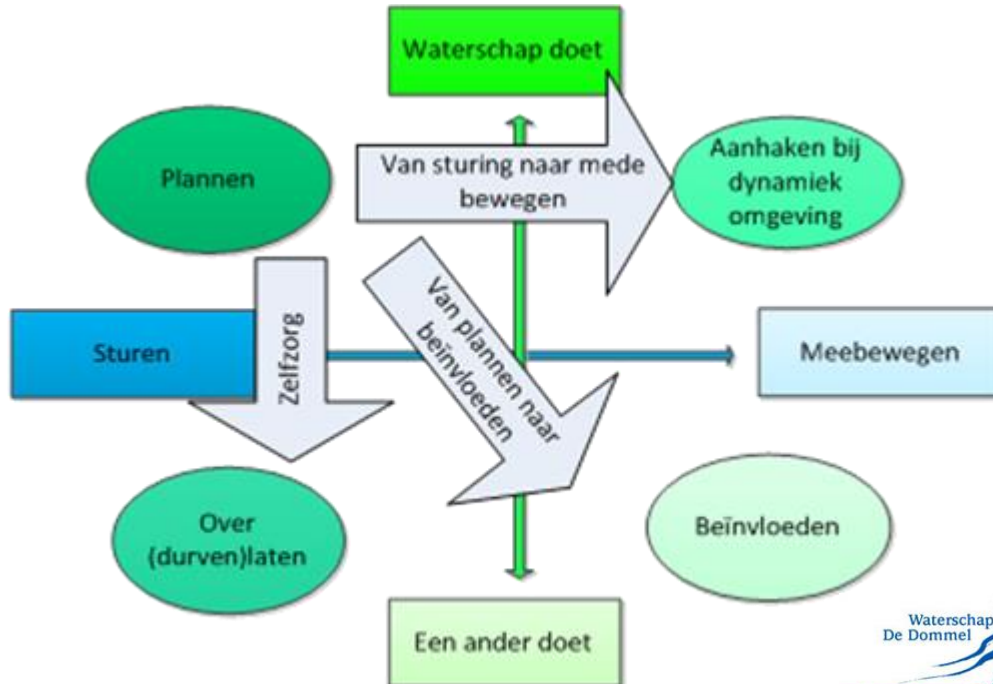 Waterschap doet
Plannen
Van sturing naar mede
bewegen
Aanhaken bij
dynamiek
omgeving
Sturen
Zelfzorg
Van plannen naar
beïnvloeden
Meebewegen
Over
(durven)laten
Beïnvloeden
Een ander doet
Waterschap
De Dommel